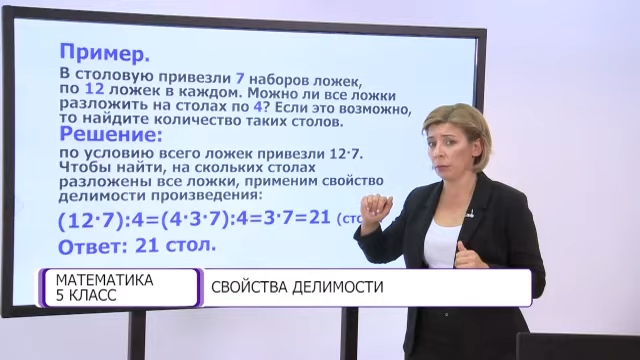 Пример.
В столовую привезли 7 наборов ложек,
по 12 ложек в каждом. Можно ли все ложки
разложить на столах по 4? Если это возможно,
то найдите количество таких столов.
Решение:
по условию всего ложек привезли 12·7.
Чтобы найти, на скольких столах
разложены все ложки, применим свойство
делимости произведения:
(12·7):4=(4·3·7):4=3·7=21
Ответ: 21 стол.
МАТЕМАТИКА
5 КЛАСС
СВОЙСТВА ДЕЛИМОСТИ